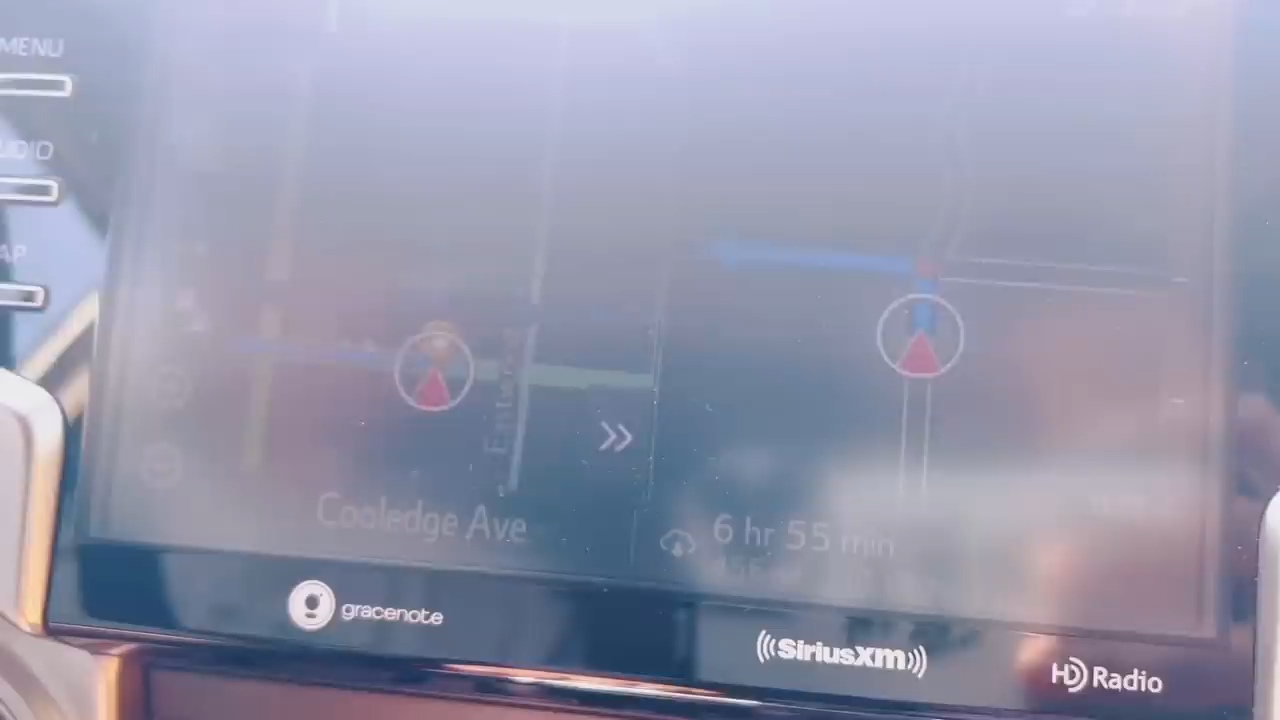 MENU
UDIO
AP
Cooledge Ave
6 hr 55 min
gracenote
((SiriusXM))
HD Radio